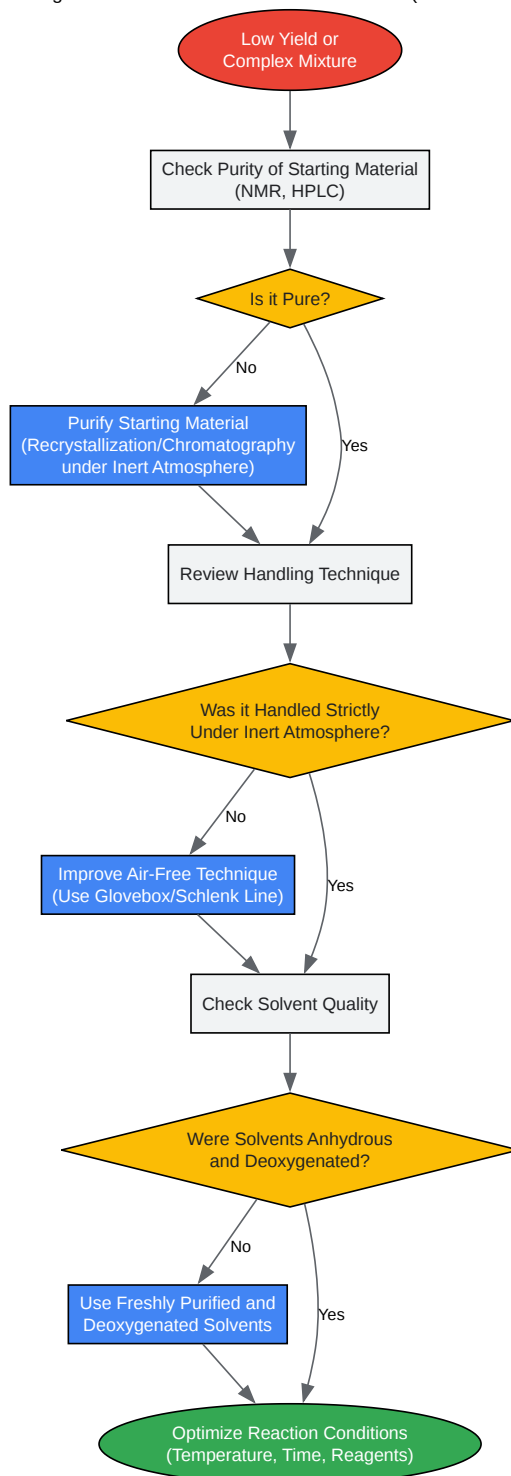 Low Yield or
Complex Mixture
Check Purity of Starting Material
(NMR, HPLC)
Is it Pure?
No
Yes
Purify Starting Material
(Recrystallization/Chromatography
under Inert Atmosphere)
Review Handling Technique
Was it Handled Strictly
Under Inert Atmosphere?
No
Yes
Improve Air-Free Technique
(Use Glovebox/Schlenk Line)
Check Solvent Quality
Were Solvents Anhydrous
and Deoxygenated?
No
Yes
Use Freshly Purified and
Deoxygenated Solvents
Optimize Reaction Conditions
(Temperature, Time, Reagents)